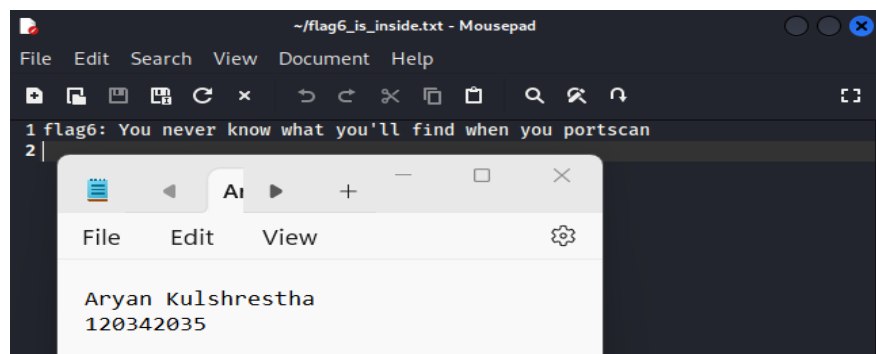 ~/flag6_is_inside.txt - Mousepad
File Edit Search View Document Help
1 flag6: You never know what you'll find when you portscan
2
File Edit View
Aryan Kulshrestha
120342035